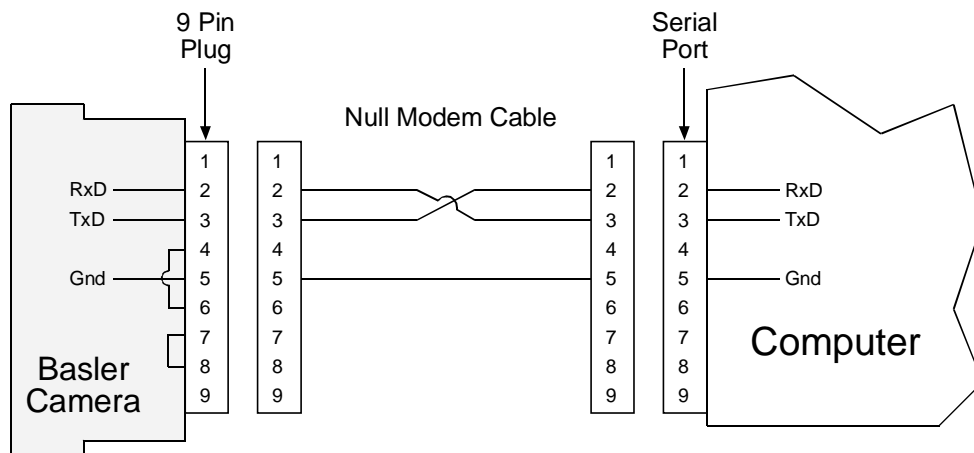 9 Pin
Plug
Serial
Port
Null Modem Cable
1 1 1 1
RxD 2 2 2 2 RxD
TxD 3 3 3 3 TxD
4 4 4 4
Gnd 5 5 5 5 Gnd
6 6 6 6
7 7 7 7
8 8 8 8
9 9 9 9
Basler
Camera
Computer